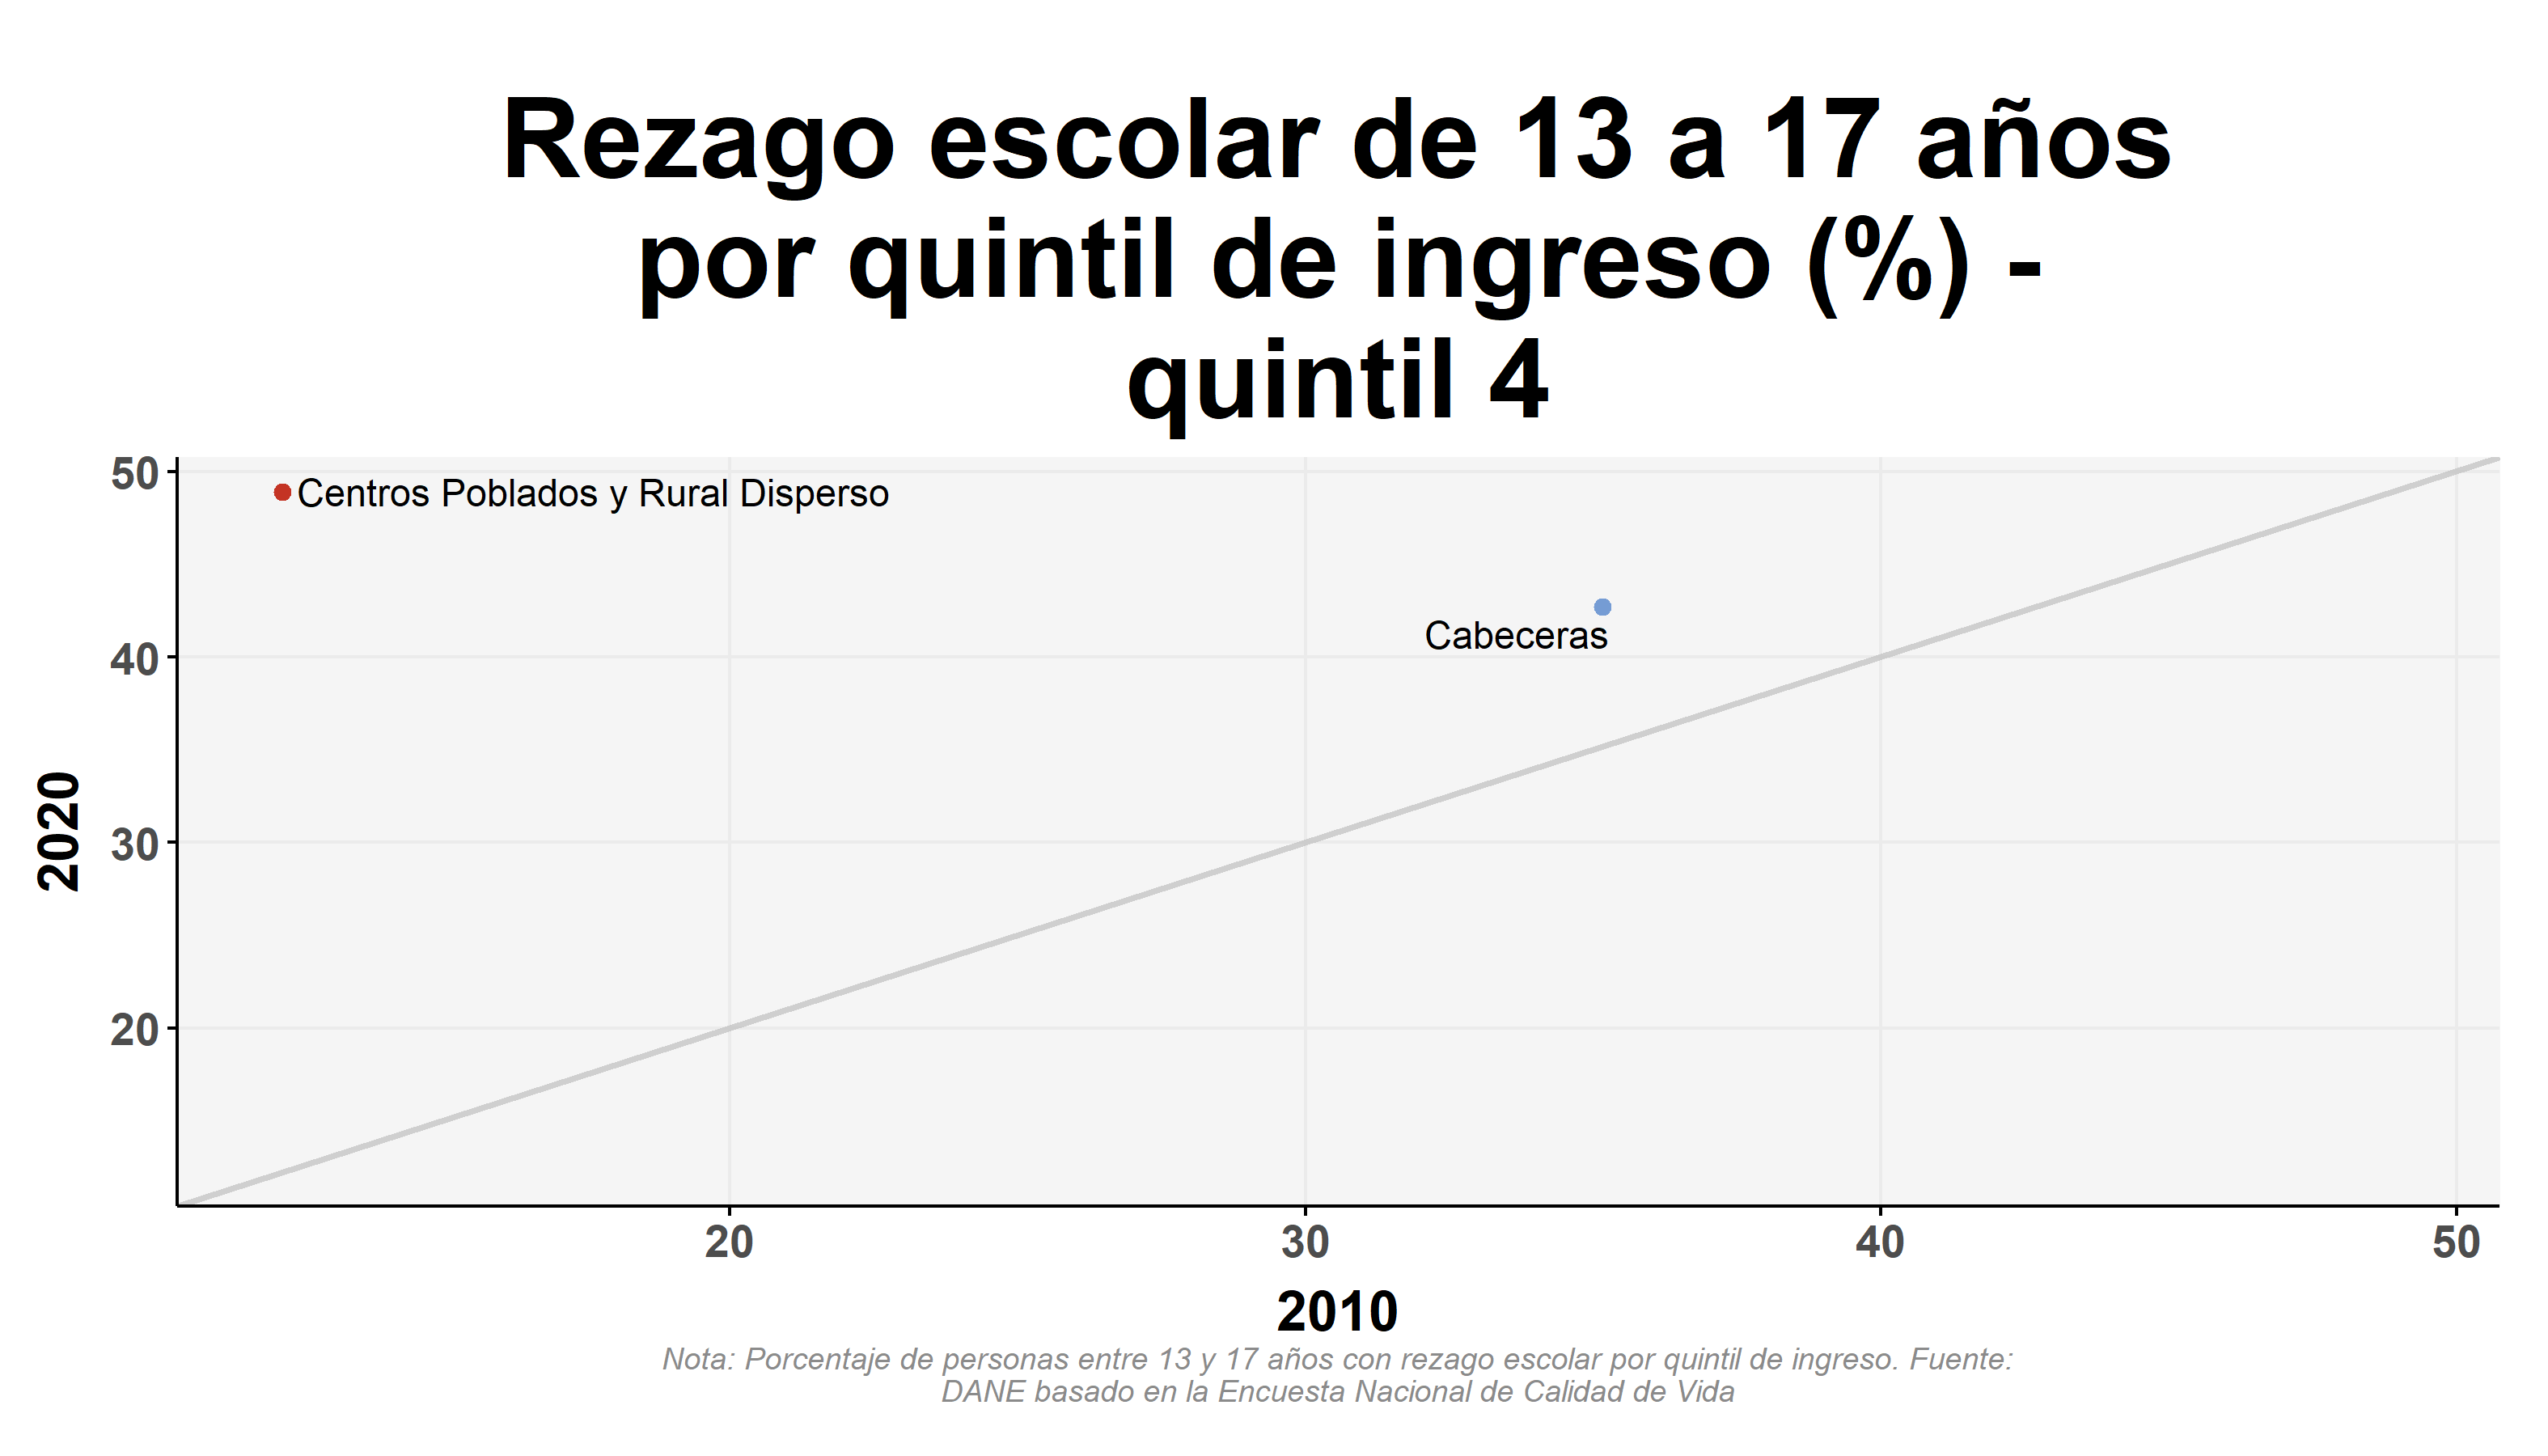 Rezago escolar de 13 a 17 años
por quintil de ingreso (%) -
quintil 4
50
Centros Poblados y Rural Disperso
Cabeceras
40
30
20
2020
20
30
40
50
2010
Nota: Porcentaje de personas entre 13 y 17 años con rezago escolar por quintil de ingreso. Fuente:
DANE basado en la Encuesta Nacional de Calidad de Vida